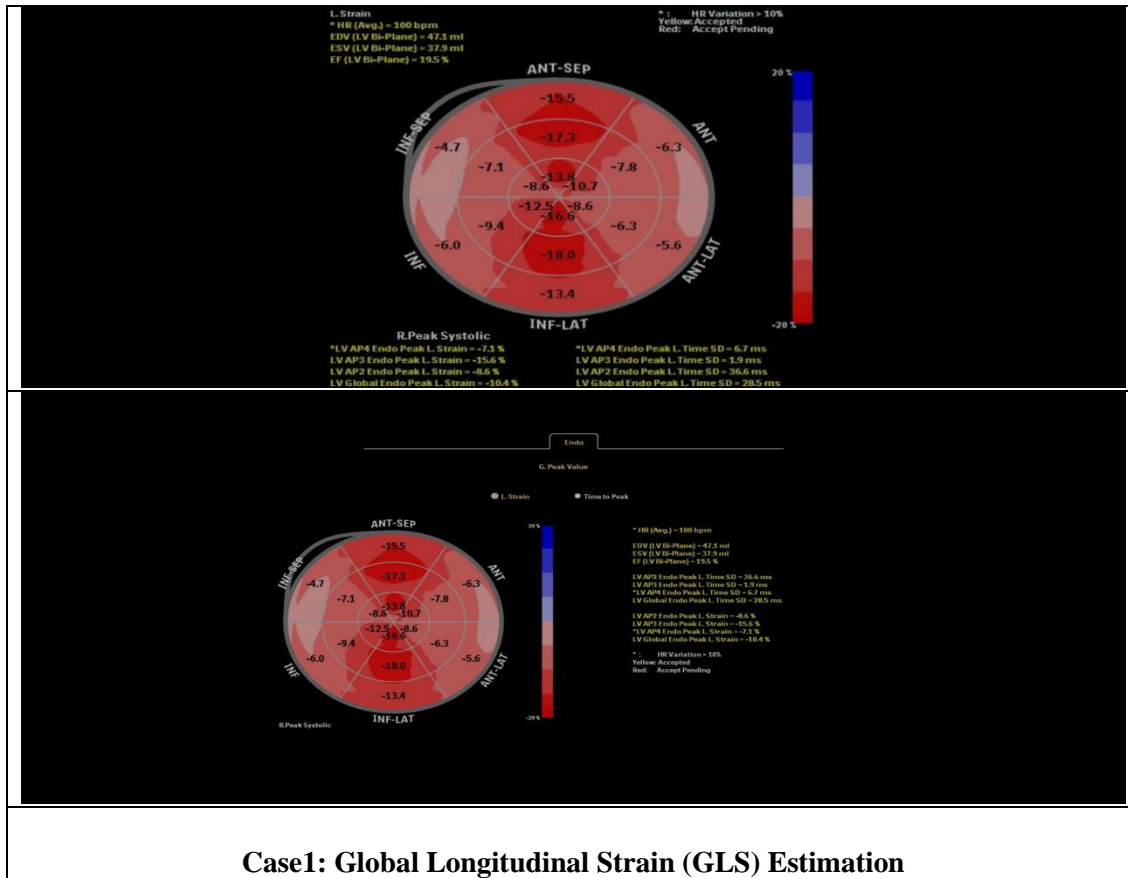 L. Strain
* HR (Avg.) = 100 bpm
EDV (LV Bi-Plane) = 47.1 ml
ESV (LV Bi-Plane) = 37.9 ml
EF (LV Bi-Plane) = 19.5 %
* : HR Variation > 10%
Yellow: Accepted
Red: Accept Pending
20 %
ANT-SEP
INF-SEP
ANT
-15.5
-17.3
-4.7
-6.3
-7.1
-7.8
-13.8
-8.6
-10.7
-12.5
-8.6
-16.6
-9.4
-6.3
-6.0
-5.6
-18.0
-13.4
INF
ANT-LAT
INF-LAT
-20 %
R.Peak Systolic
*LV AP4 Endo Peak L. Strain = -7.1 %
LV AP3 Endo Peak L. Strain = -15.6 %
LV AP2 Endo Peak L. Strain = -8.6 %
LV Global Endo Peak L. Strain = -10.4 %
*LV AP4 Endo Peak L. Time SD = 6.7 ms
LV AP3 Endo Peak L. Time SD = 1.9 ms
LV AP2 Endo Peak L. Time SD = 36.6 ms
LV Global Endo Peak L. Time SD = 28.5 ms
Endo
G. Peak Value
L. Strain
Time to Peak
ANT-SEP
INF-SEP
ANT
-15.5
-17.3
-4.7
-6.3
-7.1
-7.8
-13.8
-8.6
-10.7
-12.5
-8.6
-16.6
-9.4
-6.3
-6.0
-5.6
-18.0
-13.4
INF
ANT-LAT
INF-LAT
R.Peak Systolic
20%
-20 %
* HR (Avg.) = 100 bpm
EDV (LV Bi-Plane) = 47.1 ml
ESV (LV Bi-Plane) = 37.9 ml
EF (LV Bi-Plane) = 19.5 %
LV AP2 Endo Peak L. Time SD = 36.6 ms
LV AP3 Endo Peak L. Time SD = 1.9 ms
*LV AP4 Endo Peak L. Time SD = 6.7 ms
LV Global Endo Peak L. Time SD = 28.5 ms
LV AP2 Endo Peak L. Strain = -8.6 %
LV AP3 Endo Peak L. Strain = -15.6 %
*LV AP4 Endo Peak L. Strain = -7.1 %
LV Global Endo Peak L. Strain = -10.4 %
* : HR Variation > 10%
Yellow: Accepted
Red: Accept Pending
Case1: Global Longitudinal Strain (GLS) Estimation